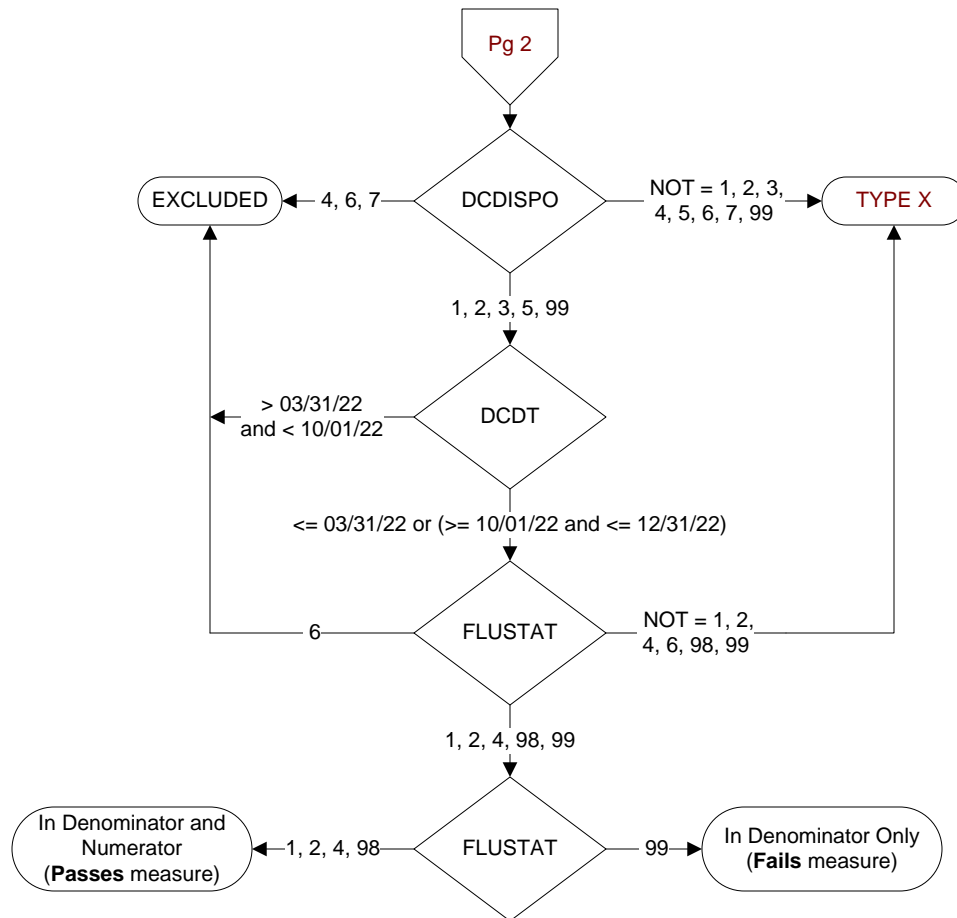 Pg 2
EXCLUDED
4, 6, 7
DCDISPO
NOT = 1, 2, 3,
4, 5, 6, 7, 99
TYPE X
1, 2, 3, 5, 99
> 03/31/22
and < 10/01/22
DCDT
<= 03/31/22 or (>= 10/01/22 and <= 12/31/22)
6
FLUSTAT
NOT = 1, 2,
4, 6, 98, 99
1, 2, 4, 98, 99
In Denominator and
Numerator
(Passes measure)
1, 2, 4, 98
FLUSTAT
99
In Denominator Only
(Fails measure)